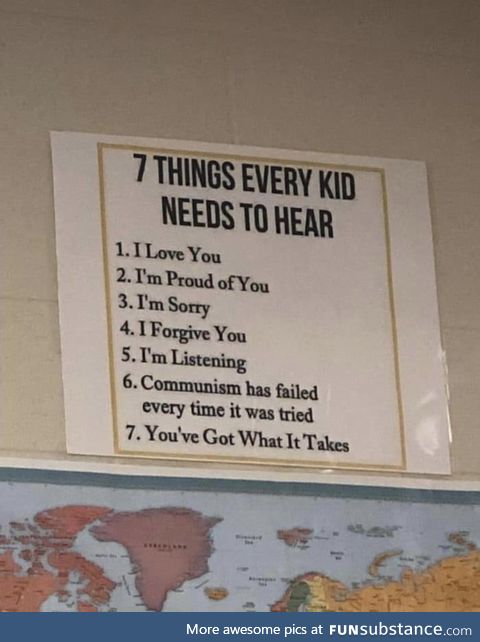 7 THINGS EVERY KID
NEEDS TO HEAR
1. I Love You
2. I'm Proud of You
3. I'm Sorry
4. I Forgive You
5. I'm Listening
6. Communism has failed
every time it was tried
7. You've Got What It Takes
GREENLAND
More awesome pics at FUNsubstance.com